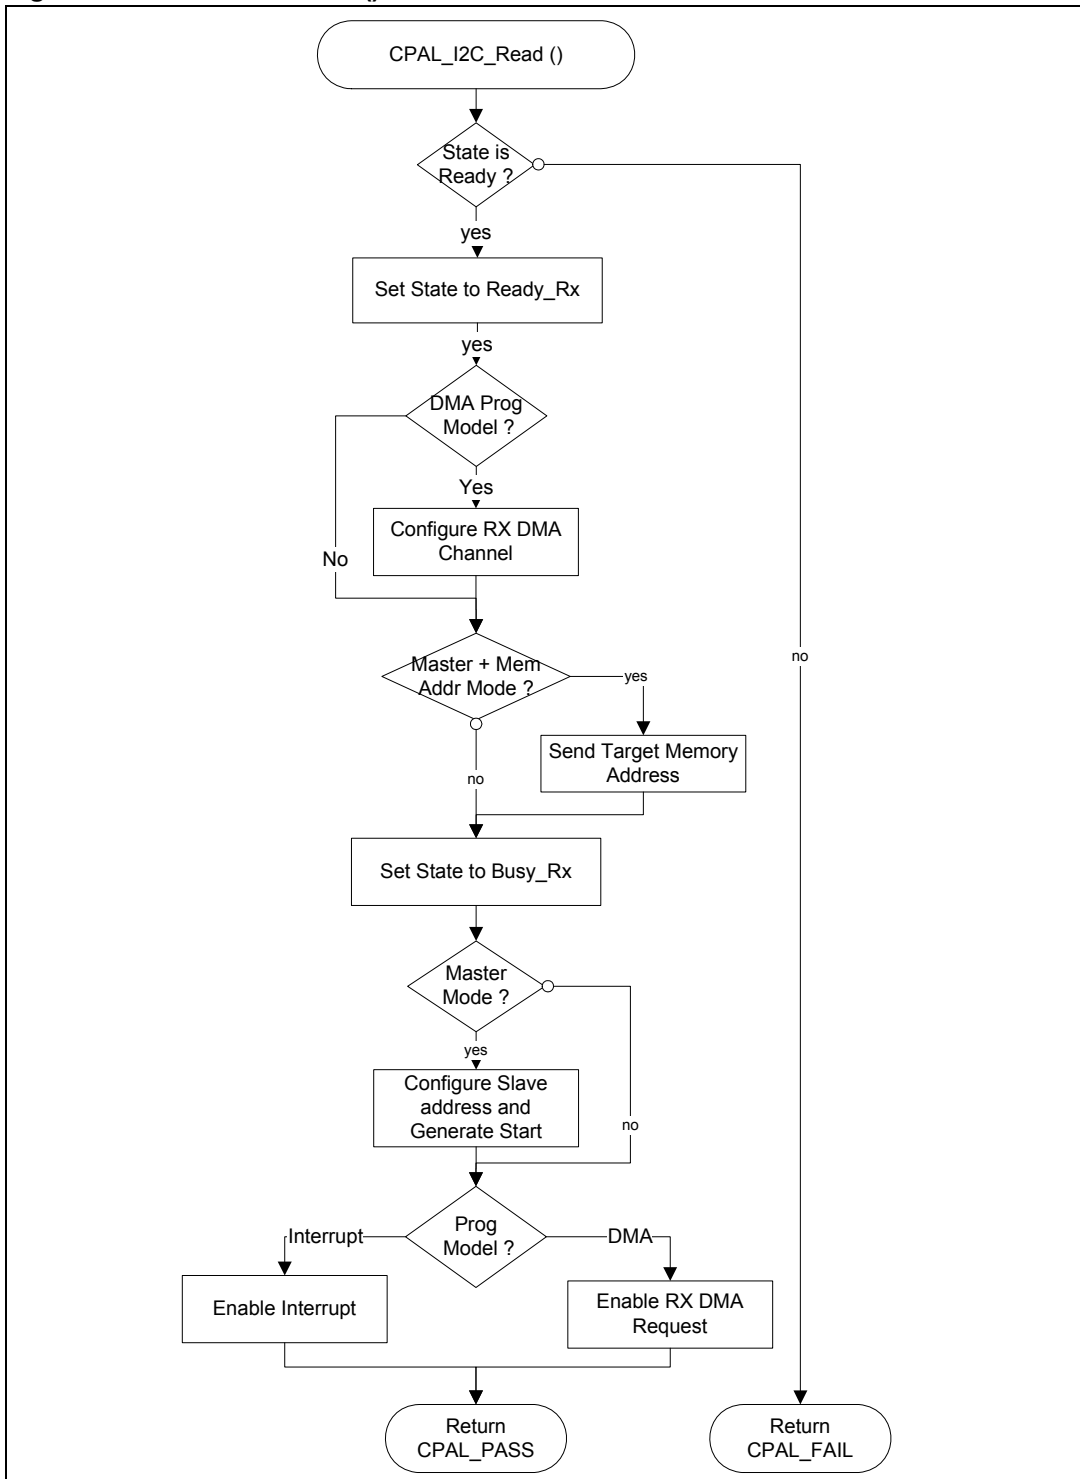 CPAL_I2C_Read ()
State is
Ready ?
yes
Set State to Ready_Rx
yes
DMA Prog
Model ?
Yes
Configure RX DMA
Channel
No
Master + Mem
Addr Mode ?
yes
no
Send Target Memory
Address
no
Set State to Busy_Rx
Master
Mode ?
yes
Configure Slave
address and
Generate Start
no
Prog
Model ?
Interrupt
DMA
Enable Interrupt
Enable RX DMA
Request
Return
CPAL_PASS
Return
CPAL_FAIL